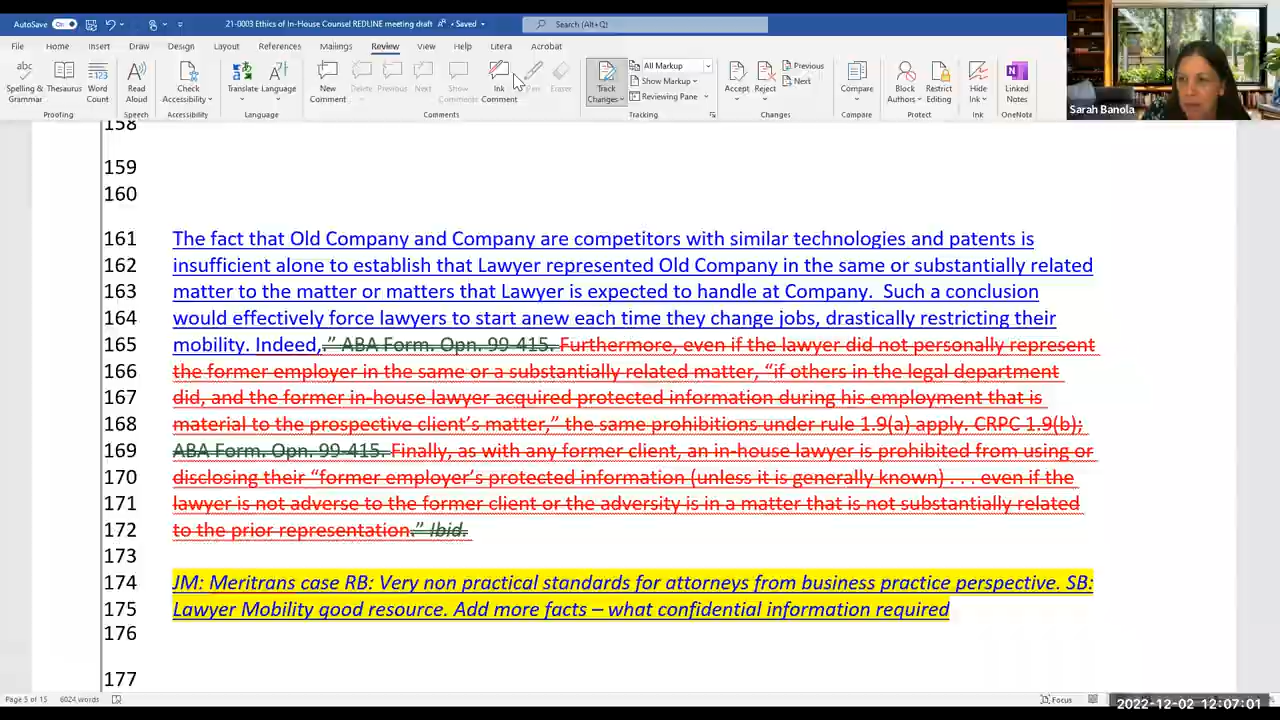 AutoSave On 21-0003 Ethics of In-House Counsel REDLINE meeting draft • Saved Search (Alt+Q)
File Home Insert Draw Design Layout References Mailings Review View Help Litera Acrobat
Spelling & Grammar Thesaurus Word Count Read Aloud Check Accessibility Translate Language New Comment Delete Previous Next Show Comments Ink Comment Pen Eraser Track Changes All Markup Show Markup Reviewing Pane Accept Reject Previous Next Compare Block Authors Restrict Editing Hide Ink Linked Notes
Proofing Speech Accessibility Language Comments Tracking Changes Compare Protect Ink OneNote
Sarah Banola
158
159
160
161 The fact that Old Company and Company are competitors with similar technologies and patents is
162 insufficient alone to establish that Lawyer represented Old Company in the same or substantially related
163 matter to the matter or matters that Lawyer is expected to handle at Company.  Such a conclusion
164 would effectively force lawyers to start anew each time they change jobs, drastically restricting their
165 mobility. Indeed,.” ABA Form. Opn. 99-415. Furthermore, even if the lawyer did not personally represent
166 the former employer in the same or a substantially related matter, “if others in the legal department
167 did, and the former in-house lawyer acquired protected information during his employment that is
168 material to the prospective client’s matter,” the same prohibitions under rule 1.9(a) apply. CRPC 1.9(b);
169 ABA Form. Opn. 99-415. Finally, as with any former client, an in-house lawyer is prohibited from using or
170 disclosing their “former employer’s protected information (unless it is generally known) . . . even if the
171 lawyer is not adverse to the former client or the adversity is in a matter that is not substantially related
172 to the prior representation.” Ibid.
173
174 JM: Meritrans case RB: Very non practical standards for attorneys from business practice perspective. SB:
175 Lawyer Mobility good resource. Add more facts – what confidential information required
176
177
Page 5 of 15 6024 words Focus
2022-12-02 12:07:01